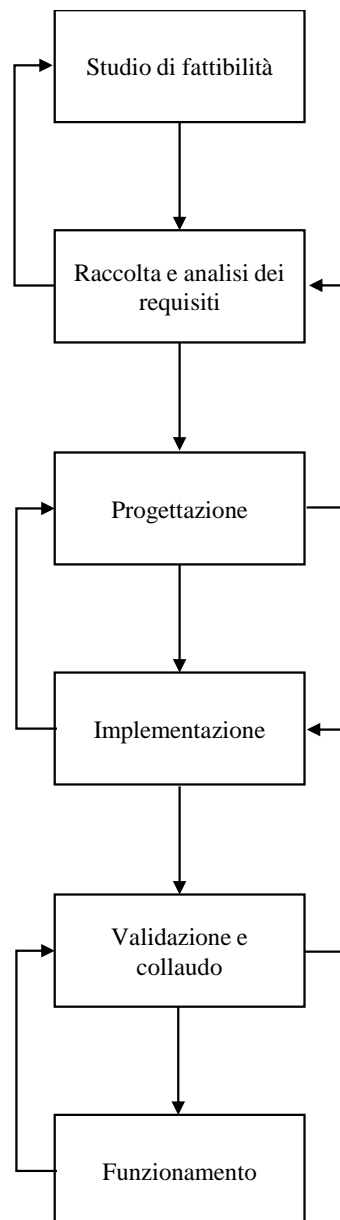 Studio di fattibilità
Raccolta e analisi dei
requisiti
Progettazione
Implementazione
Validazione e
collaudo
Funzionamento